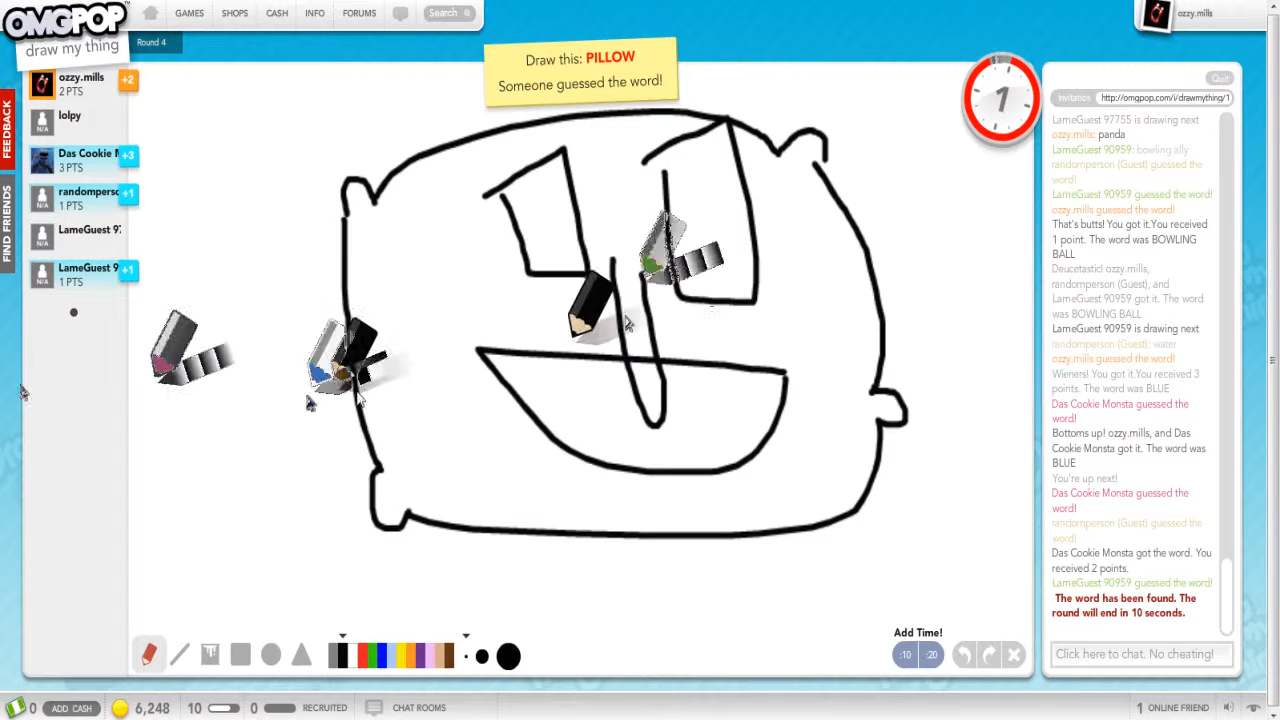 OMGPOP
draw my thing
GAMES SHOPS CASH INFO FORUMS
Search
ozzy.mills
Round 4
Draw this: PILLOW
Someone guessed the word!
1
FEEDBACK
FIND FRIENDS
ozzy.mills
2 PTS
+2
lolpy
N/A
Das Cookie M
3 PTS
+3
randomperso
1 PTS
+1
N/A
LameGuest 97
N/A
LameGuest 9
1 PTS
+1
N/A
Quit
Invitation http://omgpop.com/i/drawmything/1
LameGuest 97755 is drawing next
ozzy.mills: panda
LameGuest 90959: bowling ally
randomperson (Guest) guessed the
word!
LameGuest 90959 guessed the word!
ozzy.mills guessed the word!
That's butts! You got it.You received
1 point. The word was BOWLING
BALL
Deucetastic! ozzy.mills,
randomperson (Guest), and
LameGuest 90959 got it. The word
was BOWLING BALL
LameGuest 90959 is drawing next
randomperson (Guest): water
ozzy.mills guessed the word!
Wieners! You got it.You received 3
points. The word was BLUE
Das Cookie Monsta guessed the
word!
Bottoms up! ozzy.mills, and Das
Cookie Monsta got it. The word was
BLUE
You're up next!
Das Cookie Monsta guessed the
word!
randomperson (Guest) guessed the
word!
Das Cookie Monsta got the word. You
received 2 points.
LameGuest 90959 guessed the word!
The word has been found. The
round will end in 10 seconds.
Click here to chat. No cheating!
Add Time!
:10 :20
T
0 ADD CASH 6,248 10 0 RECRUITED CHAT ROOMS 1 ONLINE FRIEND